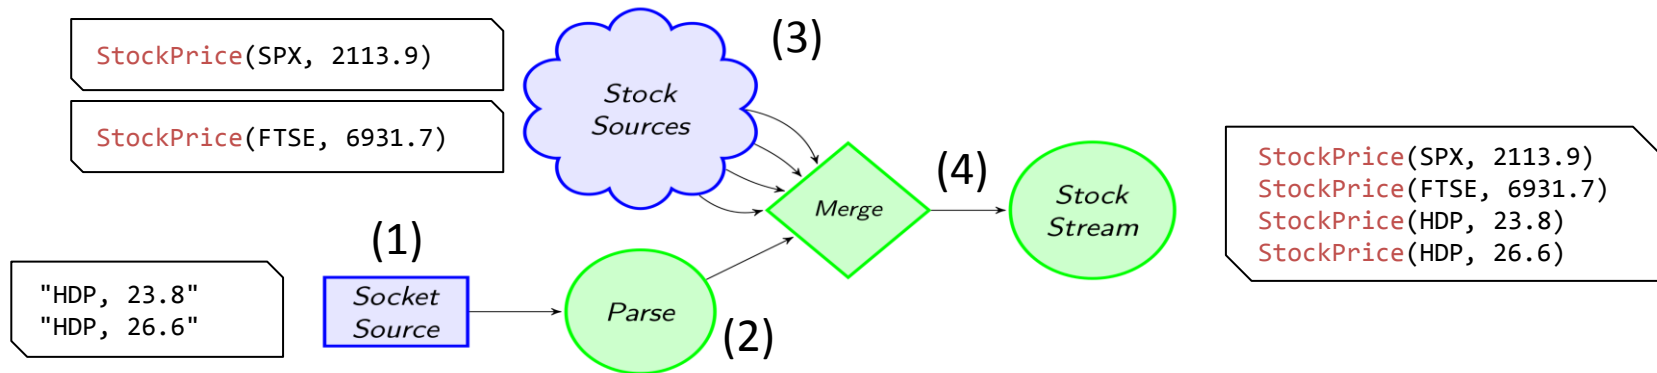 StockPrice(SPX, 2113.9)
StockPrice(FTSE, 6931.7)
(3)
Stock
Sources
(1)
"HDP, 23.8"
"HDP, 26.6"
Socket
Source
Parse
(2)
Merge
(4)
Stock
Stream
StockPrice(SPX, 2113.9)
StockPrice(FTSE, 6931.7)
StockPrice(HDP, 23.8)
StockPrice(HDP, 26.6)